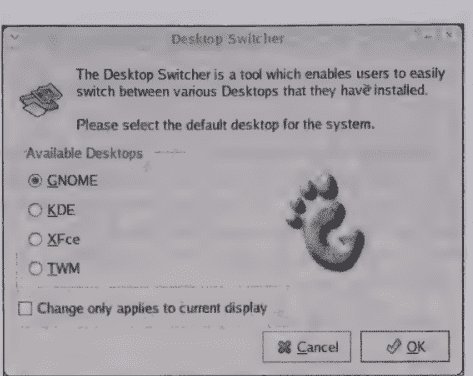 Desktop Switcher
The Desktop Switcher is a tool which enables users to easily
switch between various Desktops that they have installed.
Please select the default desktop for the system.
Available Desktops
GNOME
KDE
XFce
TWM
Change only applies to current display
Cancel
OK